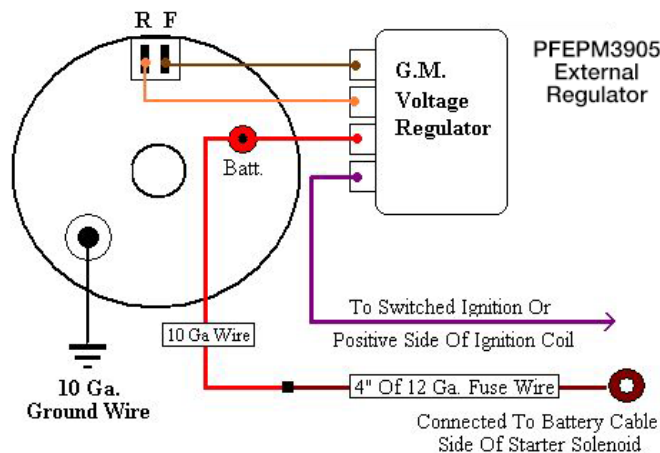 R F
G.M.
Voltage
Regulator
PFEPM3905
External
Regulator
Batt.
To Switched Ignition Or
Positive Side Of Ignition Coil
10 Ga Wire
10 Ga.
Ground Wire
4" Of 12 Ga. Fuse Wire
Connected To Battery Cable
Side Of Starter Solenoid